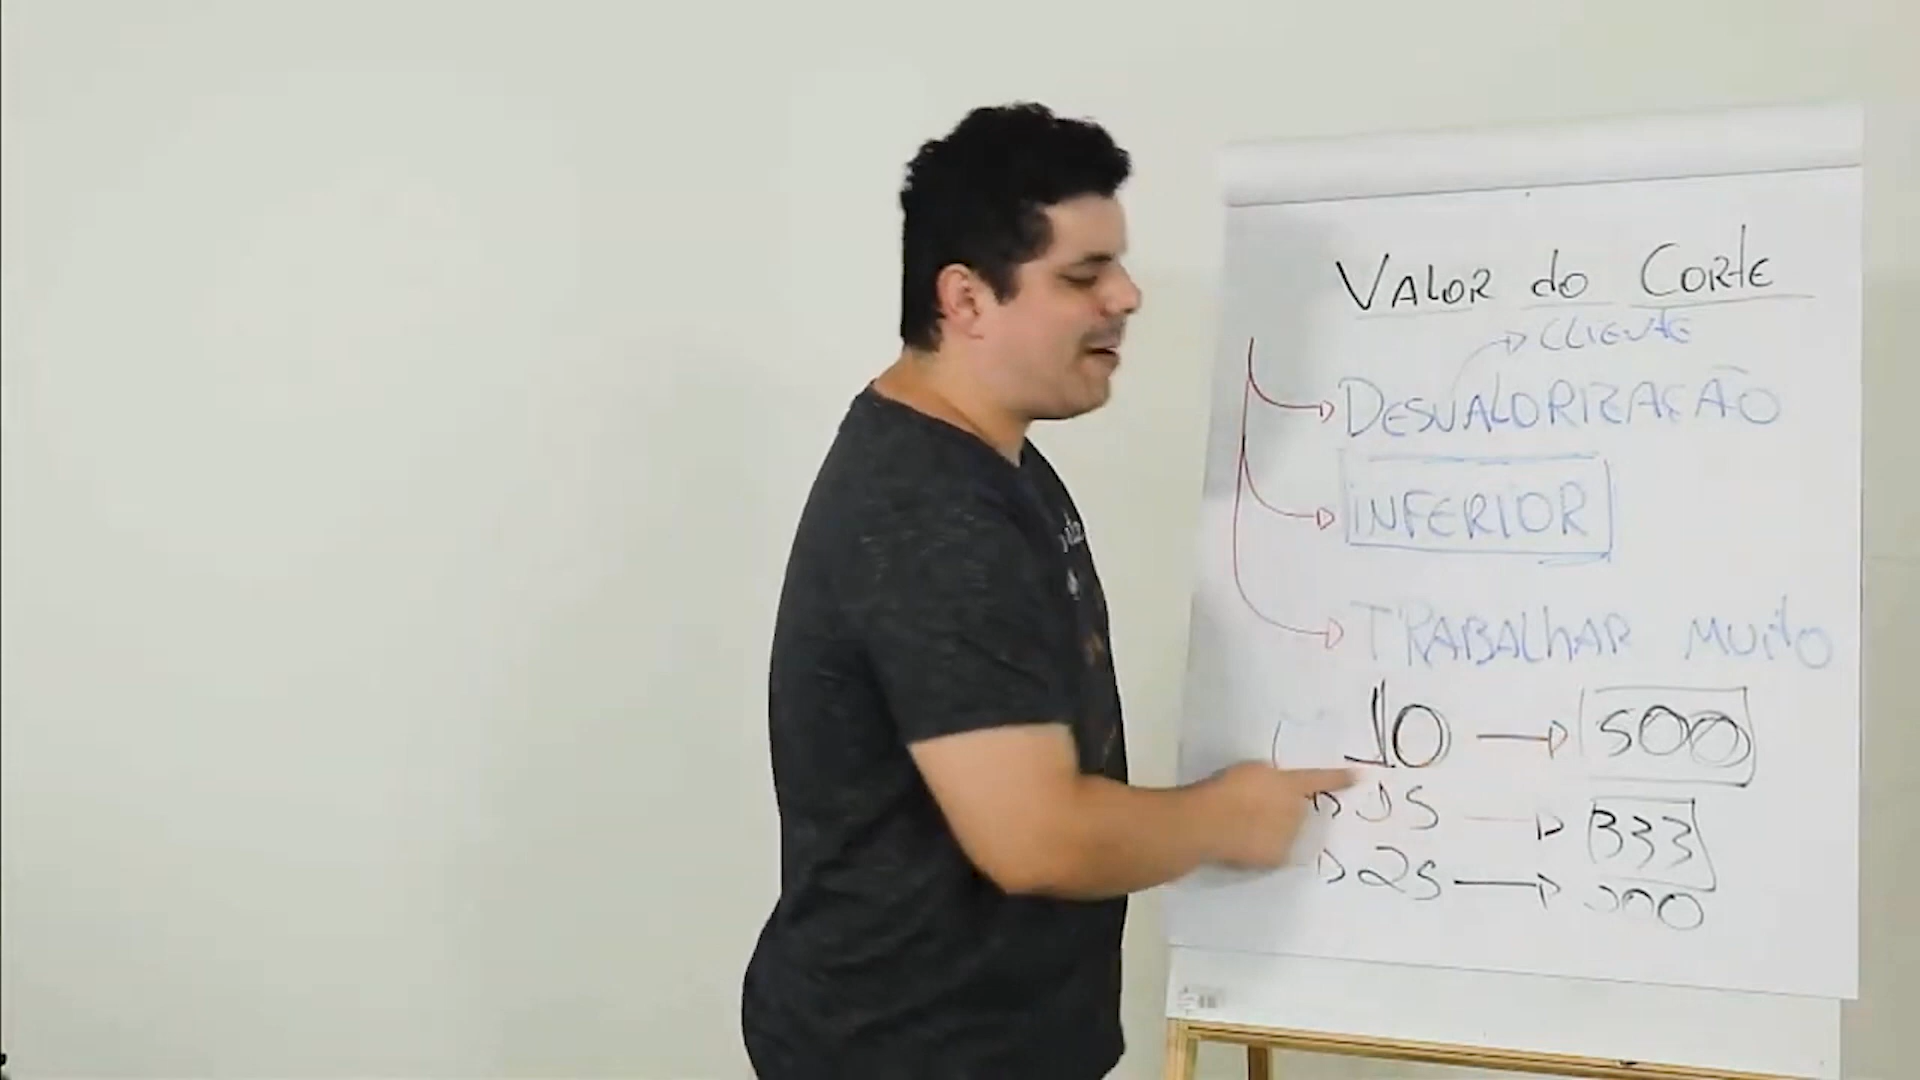 VALOR do CORtE
CLIENtE
DESVALORIZAÇÃO
INFERIOR
TRABALhAR MUItO
10 → 500
15 → 333
25 → 200